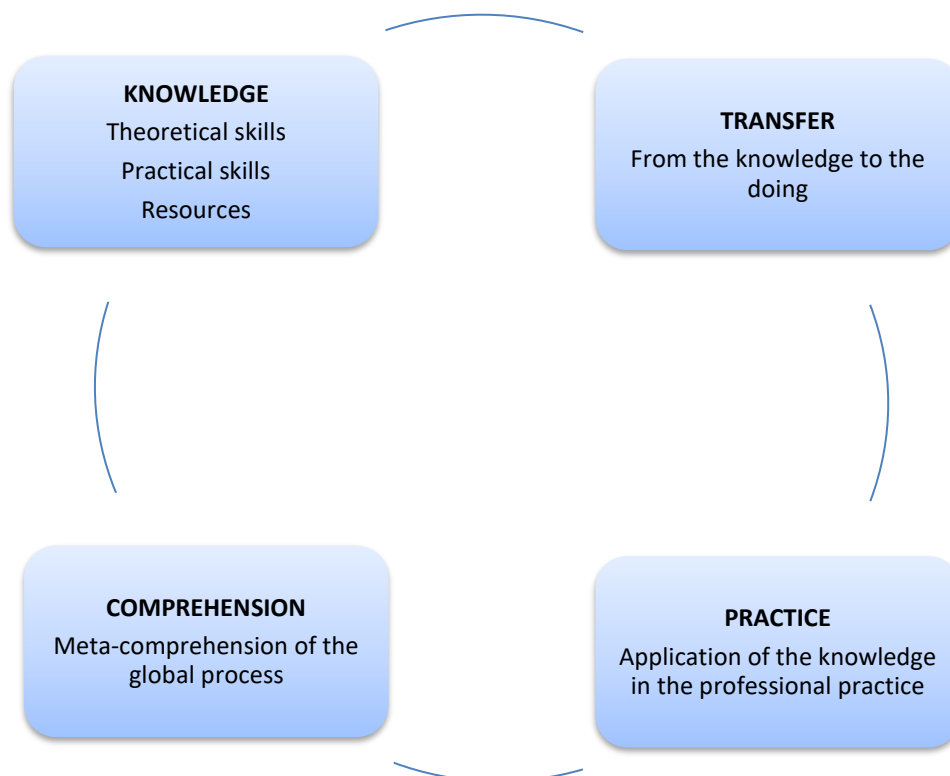 KNOWLEDGE
Theoretical skills
Practical skills
Resources
TRANSFER
From the knowledge to the
doing
COMPREHENSION
Meta-comprehension of the
global process
PRACTICE
Application of the knowledge
in the professional practice